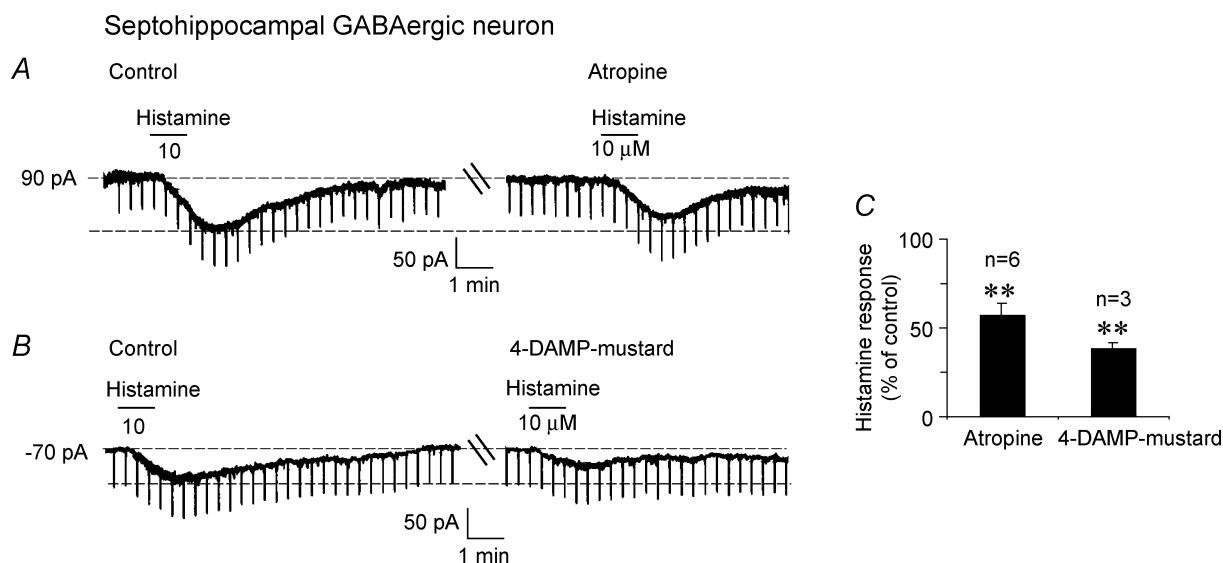 Septohippocampal GABAergic neuron
A
Control
Atropine
Histamine
10
Histamine
10 μM
90 pA
50 pA
1 min
B
Control
4-DAMP-mustard
Histamine
10
Histamine
10 μM
-70 pA
50 pA
1 min
C
Histamine response
(% of control)
100
50
0
n=6
**
n=3
**
Atropine
4-DAMP-mustard